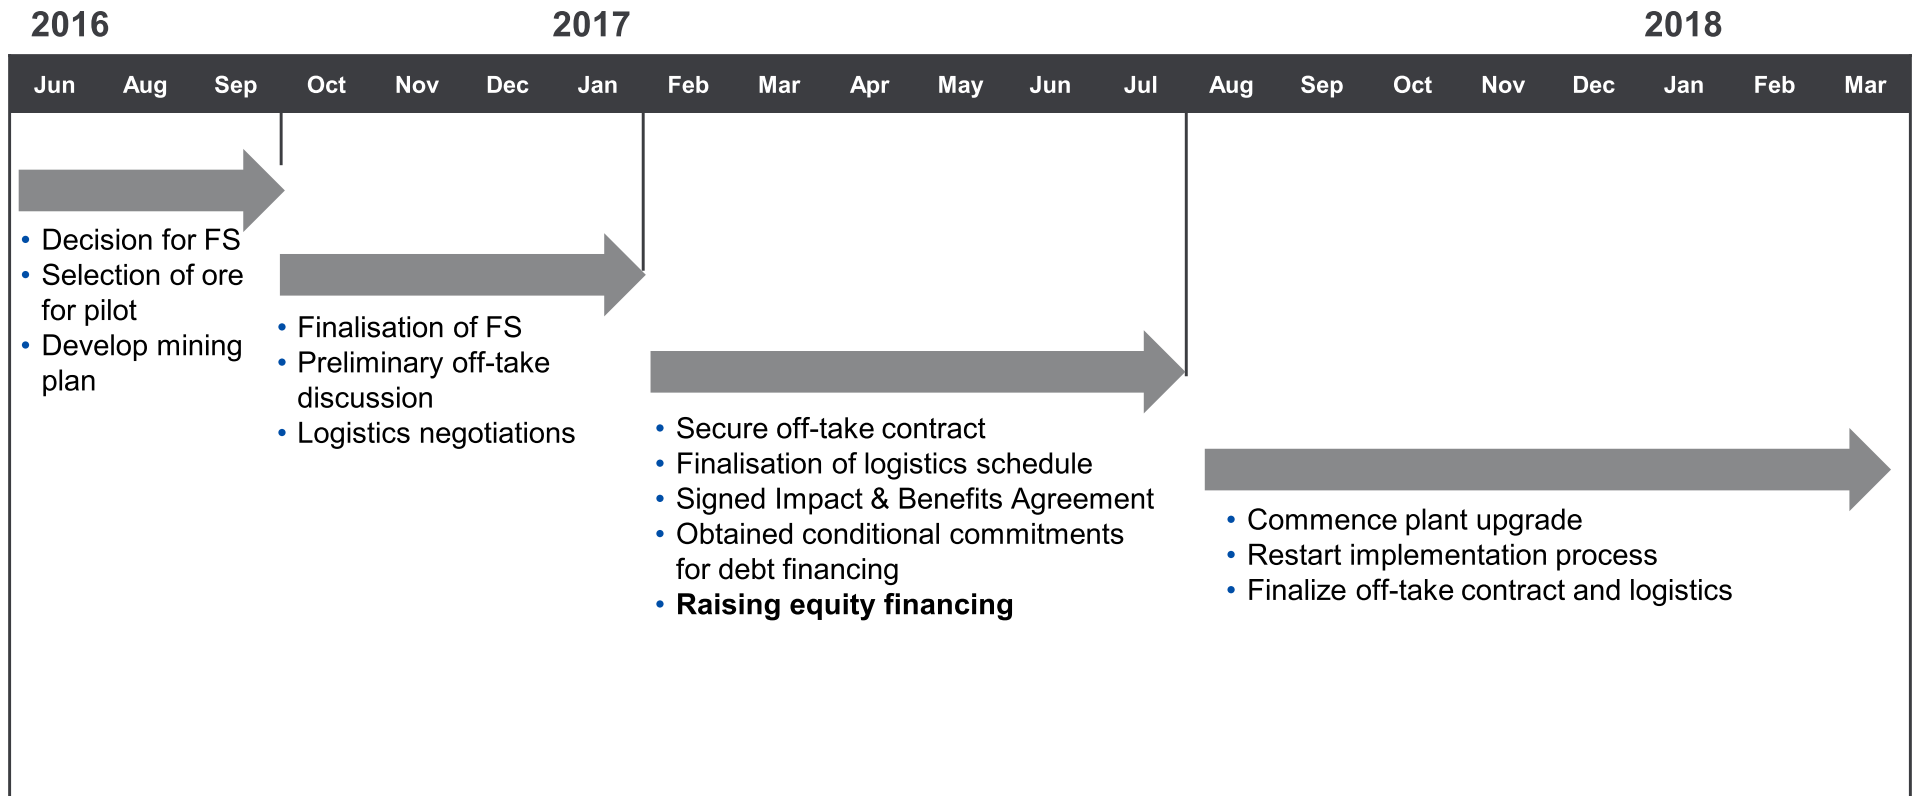 2016 2017 2018
Jun Aug Sep Oct Nov Dec Jan Feb Mar Apr May Jun Jul Aug Sep Oct Nov Dec Jan Feb Mar
• Decision for FS
• Selection of ore
for pilot
• Develop mining
plan
• Finalisation of FS
• Preliminary off-take
discussion
• Logistics negotiations
• Secure off-take contract
• Finalisation of logistics schedule
• Signed Impact & Benefits Agreement
• Obtained conditional commitments
for debt financing
• Raising equity financing
• Commence plant upgrade
• Restart implementation process
• Finalize off-take contract and logistics